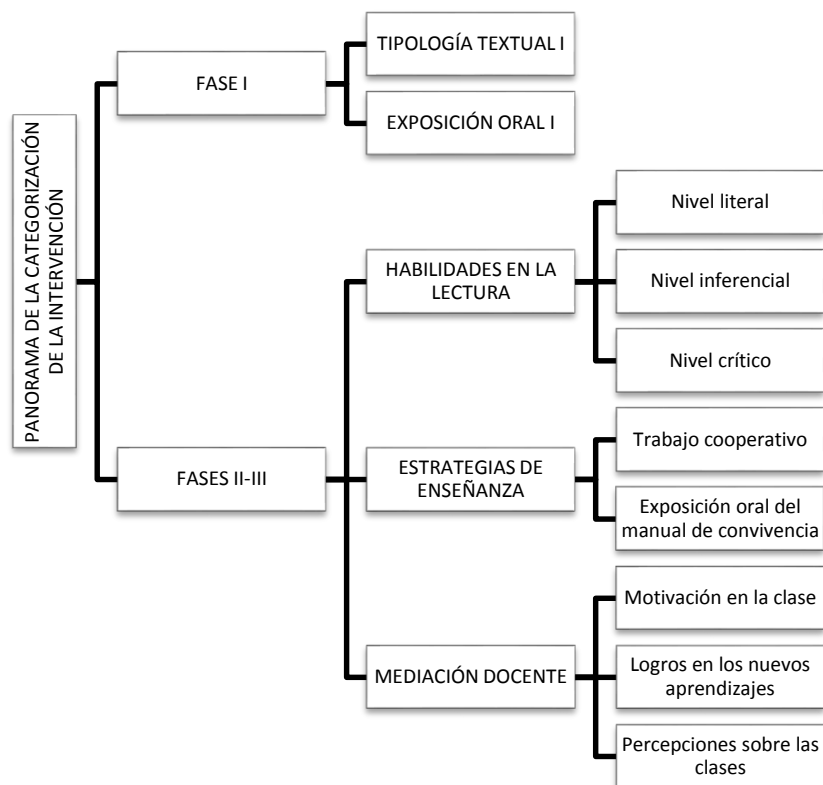 PANORAMA DE LA CATEGORIZACIÓN
DE LA INTERVENCIÓN
FASE I
TIPOLOGÍA TEXTUAL I
EXPOSICIÓN ORAL I
FASES II-III
HABILIDADES EN LA
LECTURA
Nivel literal
Nivel inferencial
Nivel crítico
ESTRATEGIAS DE
ENSEÑANZA
Trabajo cooperativo
Exposición oral del
manual de convivencia
MEDIACIÓN DOCENTE
Motivación en la clase
Logros en los nuevos
aprendizajes
Percepciones sobre las
clases